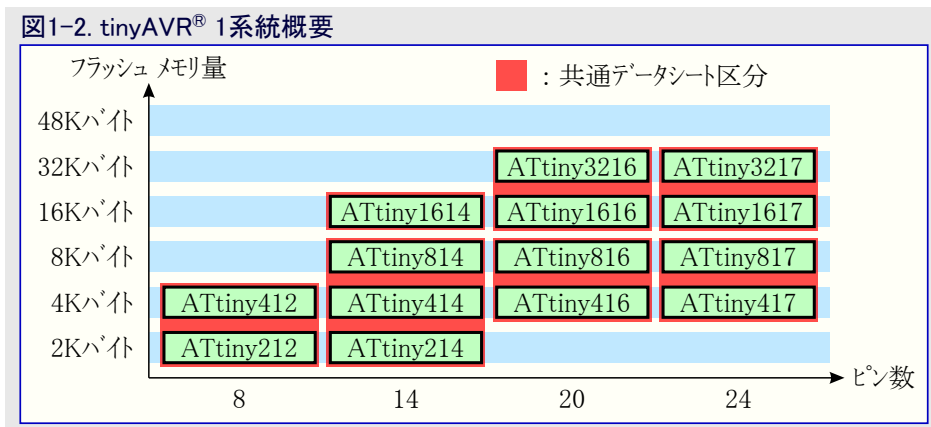 図1-2. tinyAVR® 1系統概要
フラッシュ メモリ量
: 共通データシート区分
48Kバイト
32Kバイト ATtiny3216 ATtiny3217
16Kバイト ATtiny1614 ATtiny1616 ATtiny1617
8Kバイト ATtiny814 ATtiny816 ATtiny817
4Kバイト ATtiny412 ATtiny414 ATtiny416 ATtiny417
2Kバイト ATtiny212 ATtiny214
ピン数
8 14 20 24